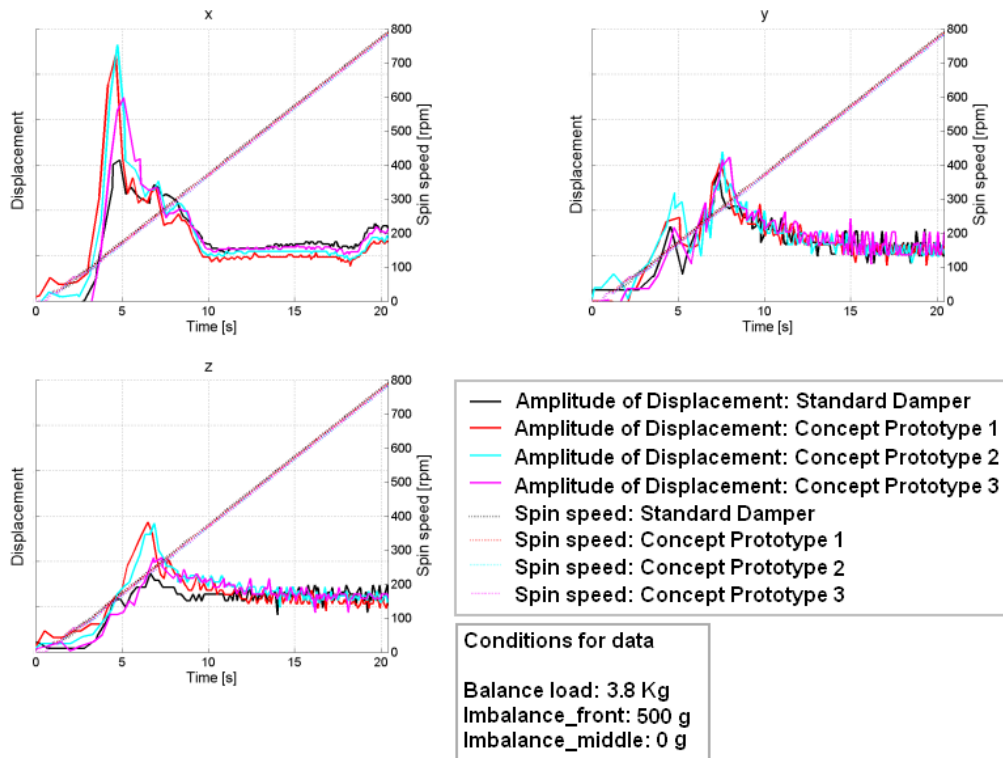 x
800
700
600
500
400
300
200
100
0
Displacement
Spin speed [rpm]
0 5 10 15 20
Time [s]
y
800
700
600
500
400
300
200
100
0
Displacement
Spin speed [rpm]
0 5 10 15 20
Time [s]
z
800
700
600
500
400
300
200
100
0
Displacement
Spin speed [rpm]
0 5 10 15 20
Time [s]
Amplitude of Displacement: Standard Damper
Amplitude of Displacement: Concept Prototype 1
Amplitude of Displacement: Concept Prototype 2
Amplitude of Displacement: Concept Prototype 3
Spin speed: Standard Damper
Spin speed: Concept Prototype 1
Spin speed: Concept Prototype 2
Spin speed: Concept Prototype 3
Conditions for data
Balance load: 3.8 Kg
Imbalance_front: 500 g
Imbalance_middle: 0 g